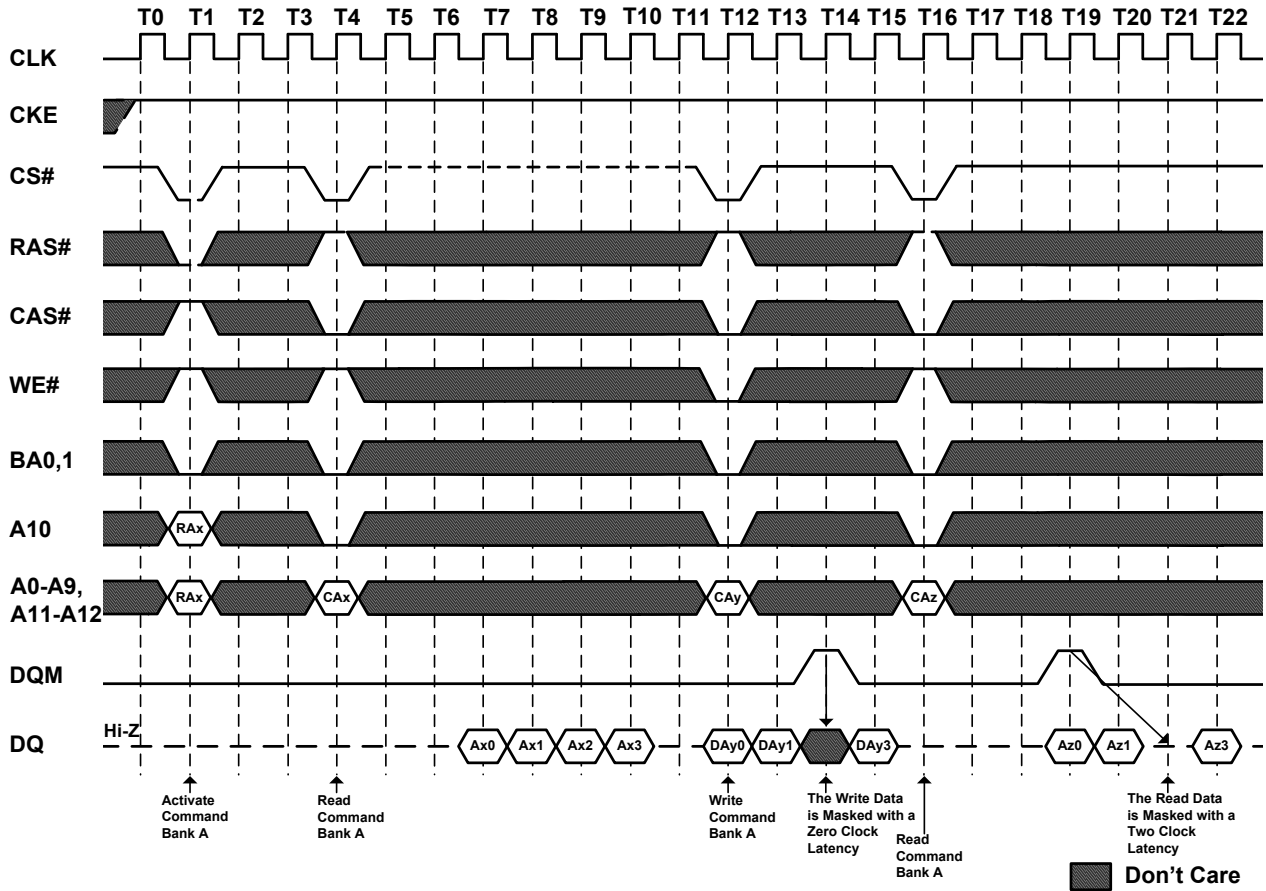 T0 T1 T2 T3 T4 T5 T6 T7 T8 T9 T10 T11 T12 T13 T14 T15 T16 T17 T18 T19 T20 T21 T22
CLK
CKE
CS#
RAS#
CAS#
WE#
BA0,1
A10 RAx
A0-A9, RAx CAx CAy CAz
A11-A12
DQM
Hi-Z
DQ Ax0 Ax1 Ax2 Ax3 DAy0 DAy1 DAy3 Az0 Az1 Az3
Activate
Command
Bank A
Read
Command
Bank A
Write
Command
Bank A
The Write Data
is Masked with a
Zero Clock
Latency
Read
Command
Bank A
The Read Data
is Masked with a
Two Clock
Latency
Don't Care